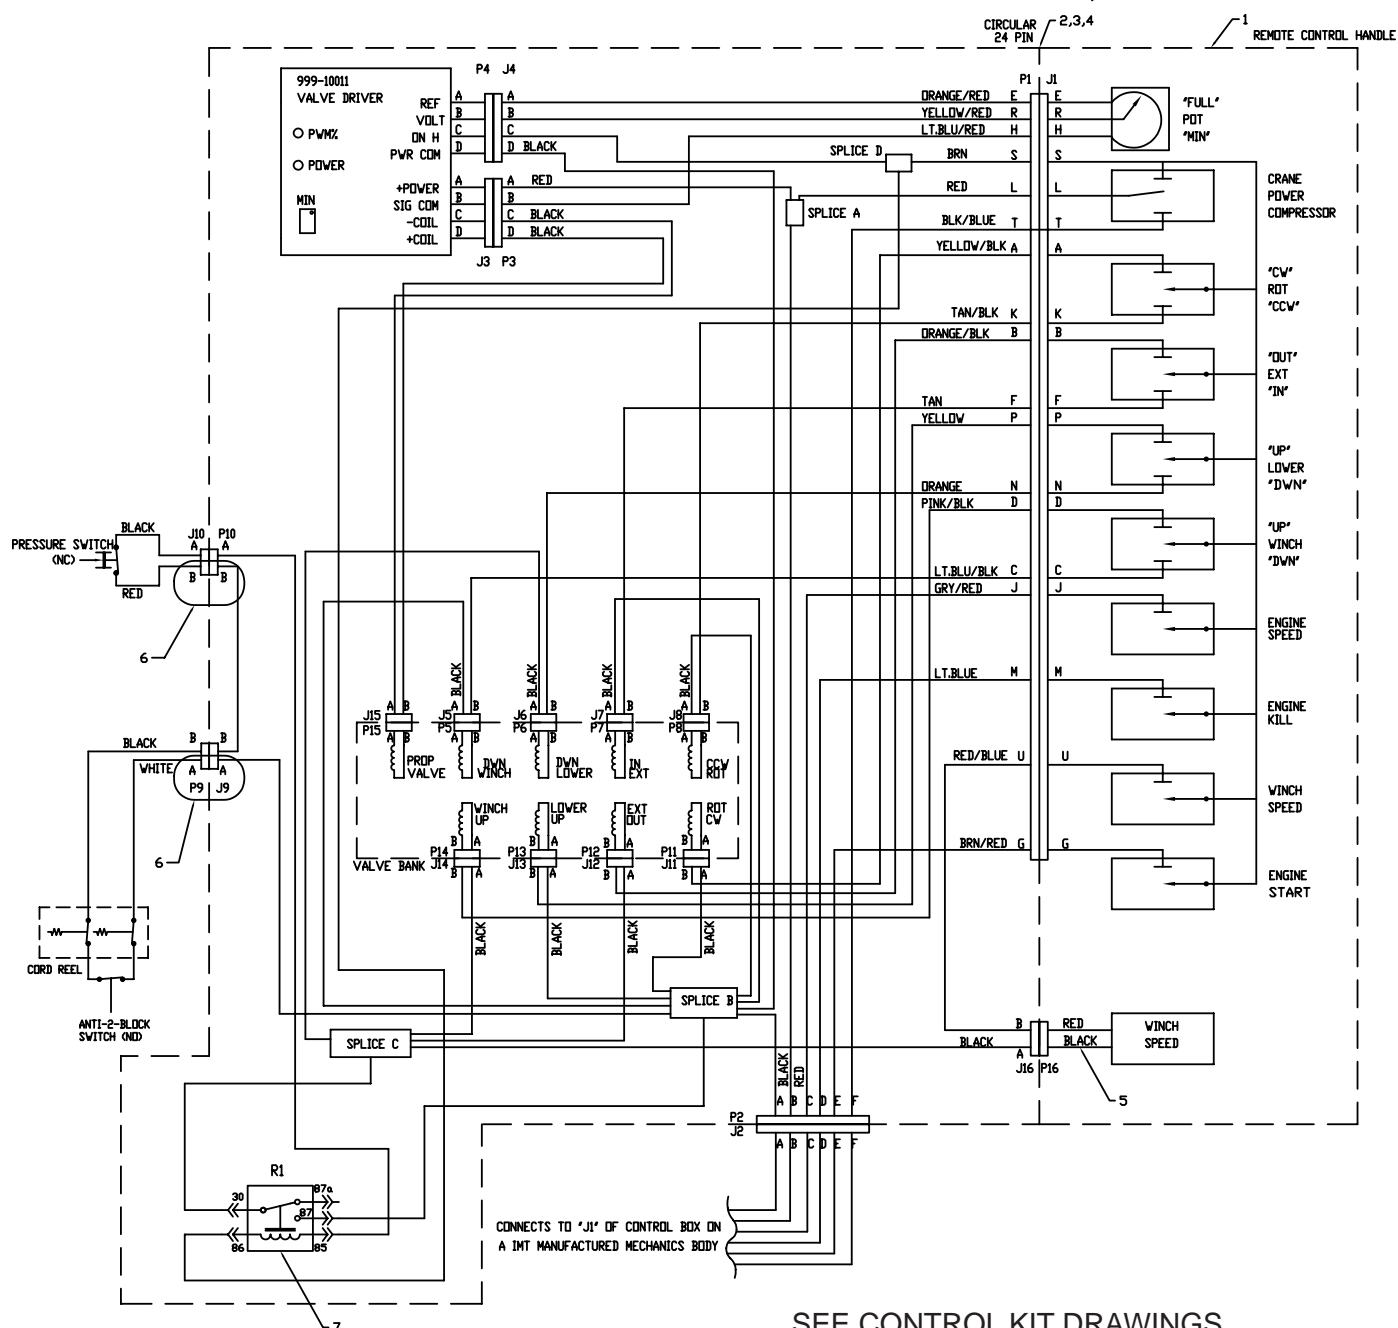 CIRCULAR
24 PIN
2,3,4
1
REMOTE CONTROL HANDLE
999-10011
VALVE DRIVER
PWM%
POWER
MIN
REF
VOLT
ON H
PWR COM
+POWER
SIG COM
-COIL
+COIL
P4 J4
A A
B B
C C
D D BLACK
A A RED
B B
C C BLACK
D D BLACK
J3 P3
P1 J1
ORANGE/RED E E
YELLOW/RED R R
LT.BLU/RED H H
SPLICE D
BRN S S
RED L L
SPLICE A
BLK/BLUE T T
YELLOW/BLK A A
TAN/BLK K K
ORANGE/BLK B B
TAN F F
YELLOW P P
ORANGE N N
PINK/BLK D D
LT.BLU/BLK C C
GRY/RED J J
LT.BLUE M M
RED/BLUE U U
BRN/RED G G
"FULL"
POT
"MIN"
CRANE
POWER
COMPRESSOR
"CW"
ROT
"CCW"
"OUT"
EXT
"IN"
"UP"
LOWER
"DWN"
"UP"
WINCH
"DWN"
ENGINE
SPEED
ENGINE
KILL
WINCH
SPEED
ENGINE
START
PRESSURE SWITCH
(NC)
BLACK
RED
J10 P10
A A
B B
6
BLACK
WHITE
B B
A A
P9 J9
6
CORD REEL
ANTI-2-BLOCK
SWITCH (NO)
BLACK
BLACK
BLACK
BLACK
A B A B A B A B A B
J15 J5 J6 J7 J8
P15 P5 P6 P7 P8
A B A B A B A B A B
PROP
VALVE
DWN
WINCH
DWN
LOWER
IN
EXT
CCW
ROT
WINCH
UP
LOWER
UP
EXT
OUT
ROT
CW
B A B A B A B A
P14 P13 P12 P11
VALVE BANK J14 J13 J12 J11
B A B A B A B A
BLACK
BLACK
BLACK
BLACK
SPLICE B
SPLICE C
B RED
BLACK A BLACK
J16 P16
WINCH
SPEED
5
BLACK
RED
A B C D E F
P2
J2
A B C D E F
R1
30 87a
87
86 85
7
CONNECTS TO "J1" OF CONTROL BOX ON
A IMT MANUFACTURED MECHANICS BODY
SEE CONTROL KIT DRAWINGS